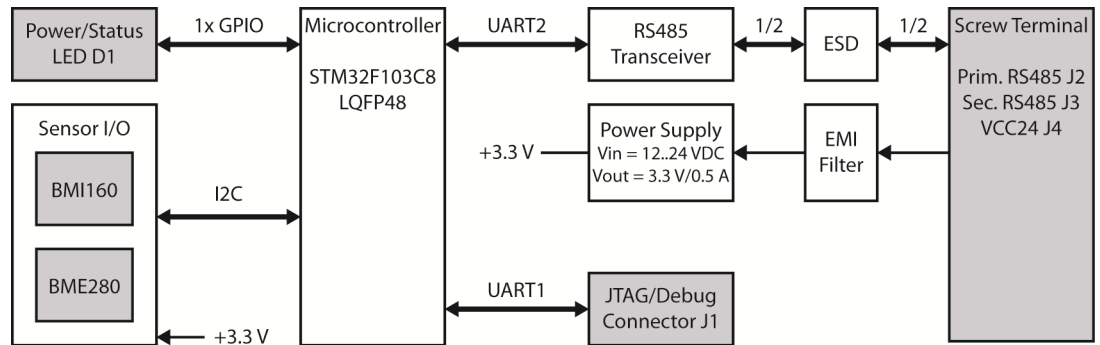 Power/Status
LED D1
1x GPIO
Microcontroller
STM32F103C8
LQFP48
UART2
RS485
Transceiver
1/2
ESD
1/2
Screw Terminal
Prim. RS485 J2
Sec. RS485 J3
VCC24 J4
Sensor I/O
BMI160
BME280
I2C
+3.3 V
+3.3 V
Power Supply
Vin = 12..24 VDC
Vout = 3.3 V/0.5 A
EMI
Filter
UART1
JTAG/Debug
Connector J1